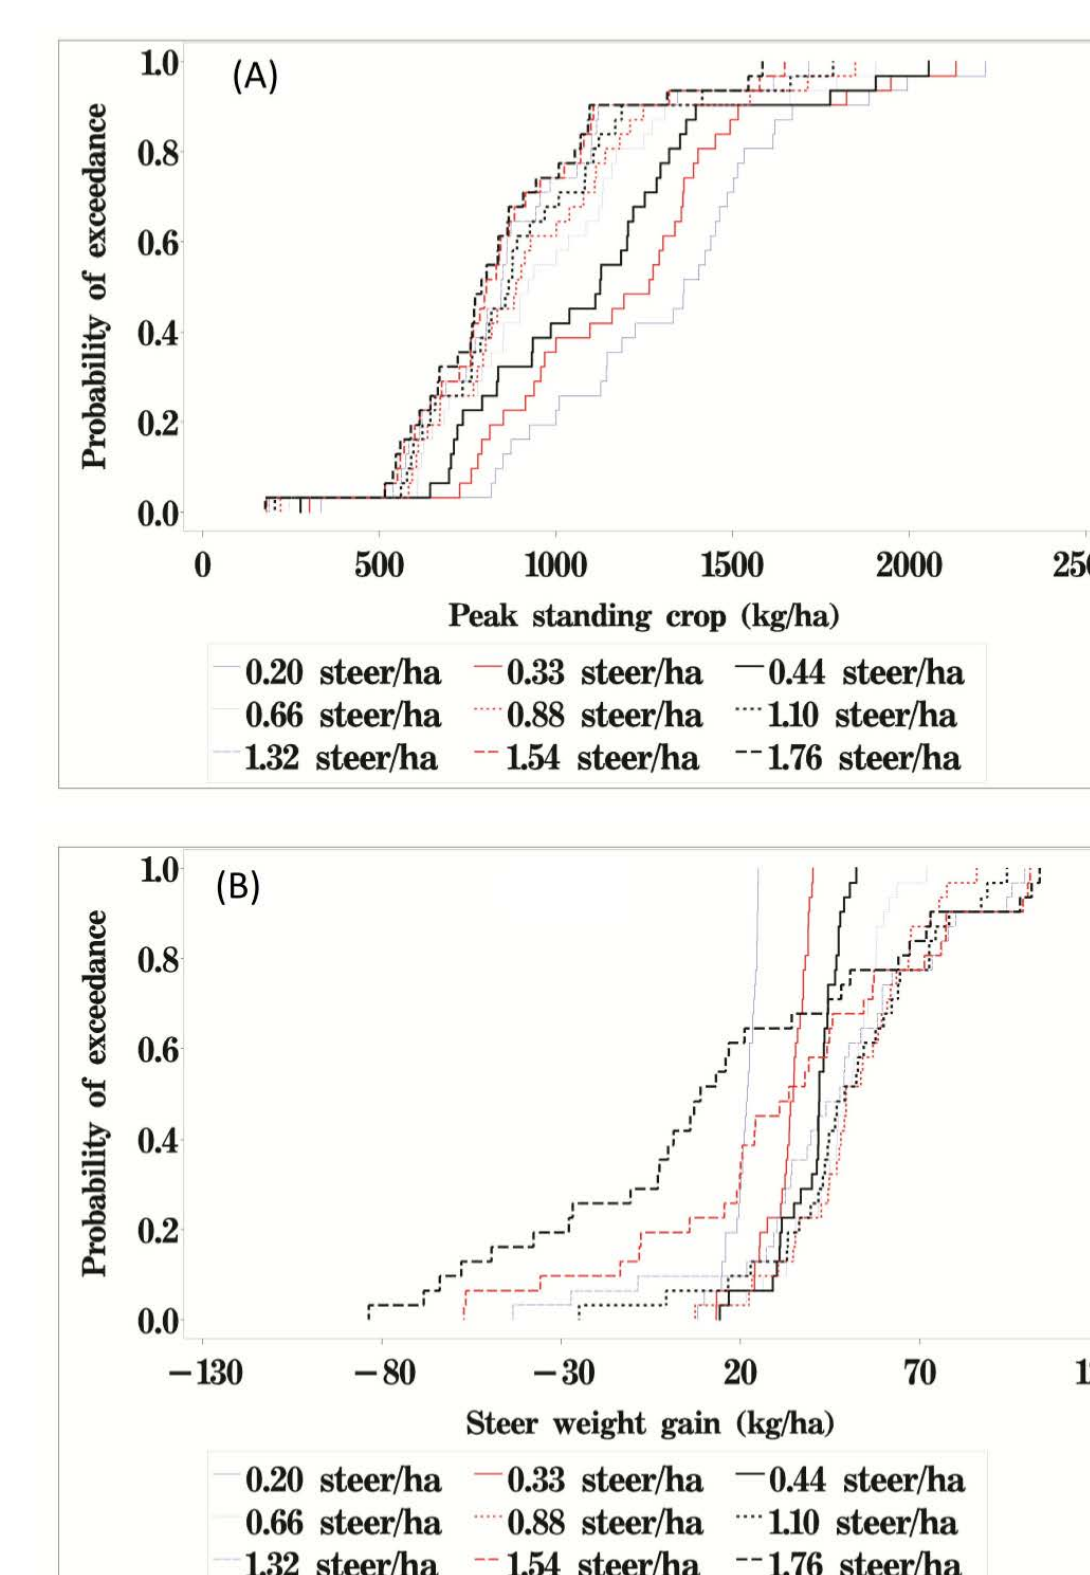 (A)
Probability of exceedance
1.0
0.8
0.6
0.4
0.2
0.0
0 500 1000 1500 2000
Peak standing crop (kg/ha)
0.20 steer/ha 0.33 steer/ha 0.44 steer/ha
0.66 steer/ha 0.88 steer/ha 1.10 steer/ha
1.32 steer/ha 1.54 steer/ha 1.76 steer/ha
(B)
Probability of exceedance
1.0
0.8
0.6
0.4
0.2
0.0
−130 −80 −30 20 70
Steer weight gain (kg/ha)
0.20 steer/ha 0.33 steer/ha 0.44 steer/ha
0.66 steer/ha 0.88 steer/ha 1.10 steer/ha
1.32 steer/ha 1.54 steer/ha 1.76 steer/ha